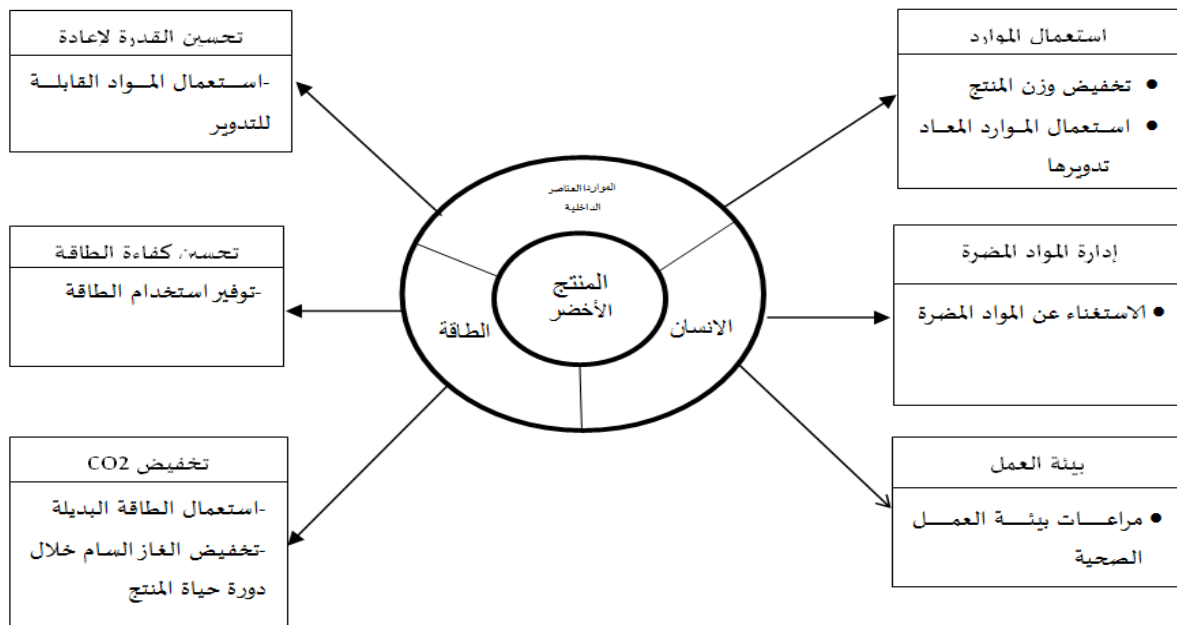 استعمال الموارد
تخفيض وزن المنتج
استعمال الموارد المعاد
تدويرها
تحسين القدرة لإعادة
-استعمال المواد القابلة
للتدوير
المواردا العناصر
الداخلية
إدارة المواد المضرة
الاستغناء عن المواد المضرة
المنتج
الأخضر
الانسان
الطاقة
تحسين كفاءة الطاقة
-توفير استخدام الطاقة
بيئة العمل
مراعات بيئة العمل
الصحية
تخفيض CO2
-استعمال الطاقة البديلة
-تخفيض الغاز السام خلال
دورة حياة المنتج